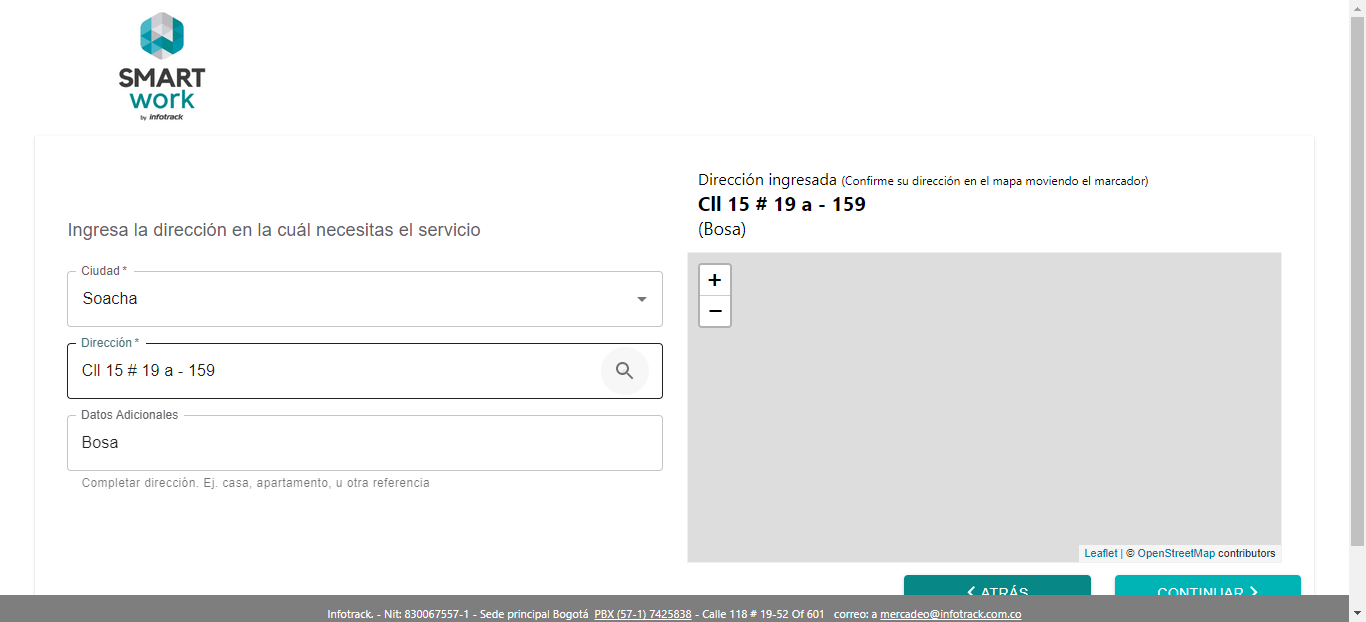 SMART
work
by infotrack
Ingresa la dirección en la cuál necesitas el servicio
Ciudad *
Soacha
Dirección *
Cll 15 # 19 a - 159
Datos Adicionales
Bosa
Completar direcciòn. Ej. casa, apartamento, u otra referencia
Dirección ingresada (Confirme su dirección en el mapa moviendo el marcador)
Cll 15 # 19 a - 159
(Bosa)
+
−
Leaflet | © OpenStreetMap contributors
ATRÁS
CONTINUAR
Infotrack. - Nit: 830067557-1 - Sede principal Bogotá PBX (57-1) 7425838 - Calle 118 # 19-52 Of 601 correo: a mercadeo@infotrack.com.co